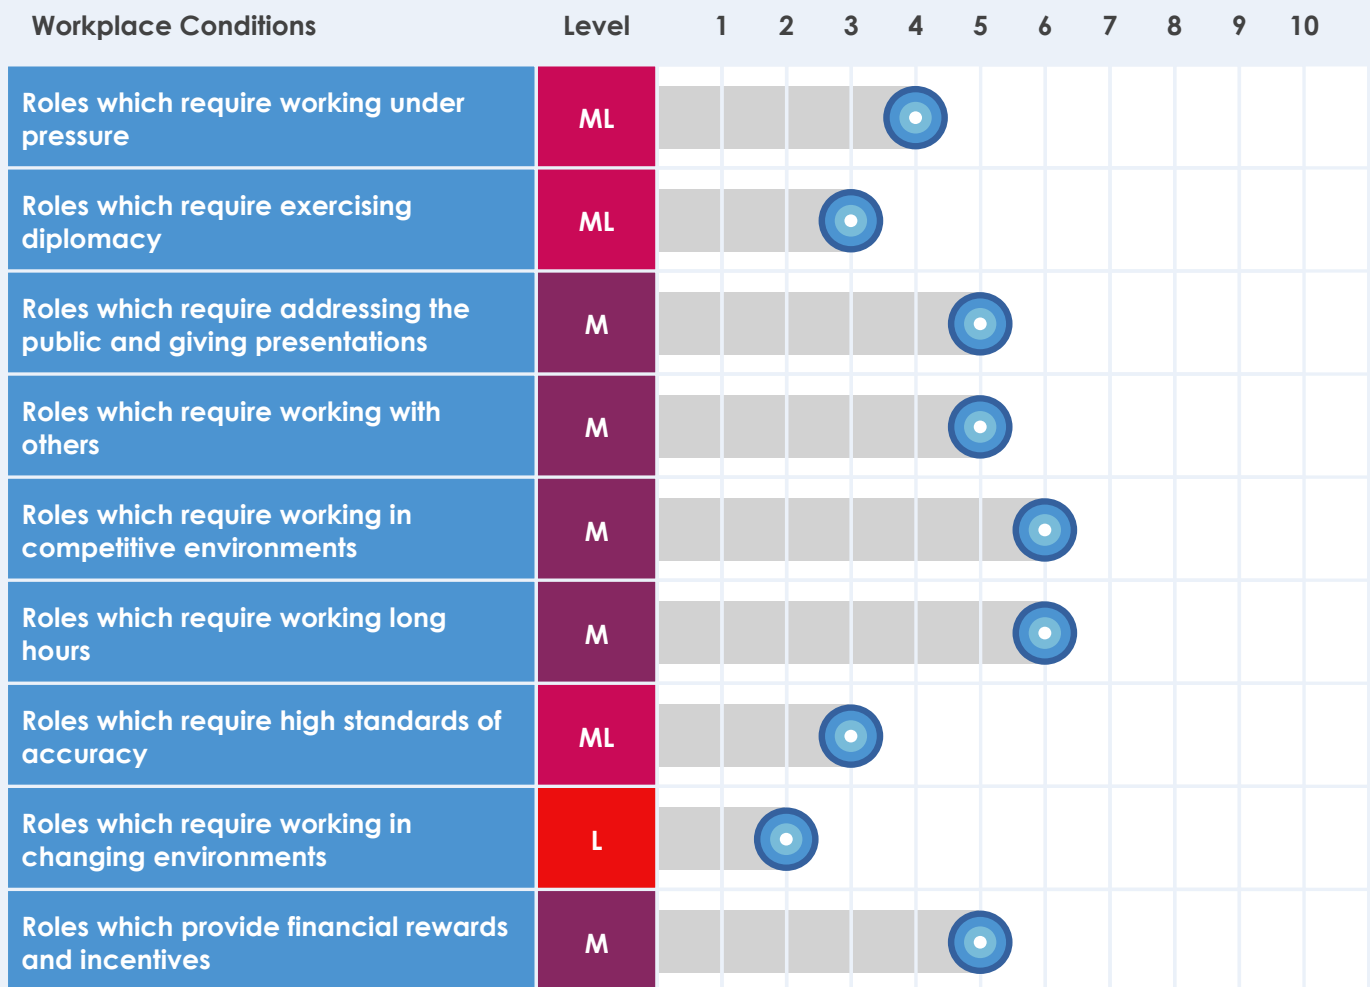 Workplace Conditions Level 1 2 3 4 5 6 7 8 9 10
Roles which require working under
pressure
ML
Roles which require exercising
diplomacy
ML
Roles which require addressing the
public and giving presentations
M
Roles which require working with
others
M
Roles which require working in
competitive environments
M
Roles which require working long
hours
M
Roles which require high standards of
accuracy
ML
Roles which require working in
changing environments
L
Roles which provide financial rewards
and incentives
M